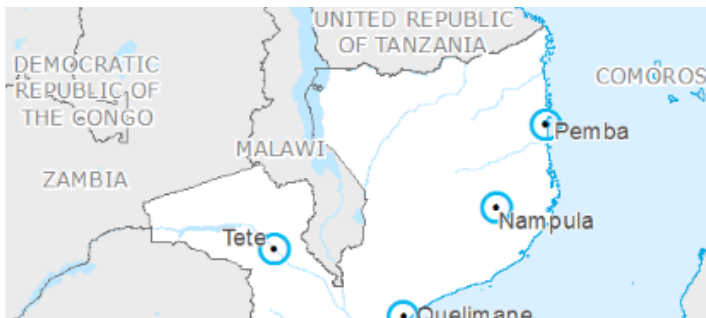 UNITED REPUBLIC
OF TANZANIA
DEMOCRATIC
REPUBLIC OF
THE CONGO
COMOROS
Pemba
MALAWI
ZAMBIA
Nampula
Tete
Quelimane